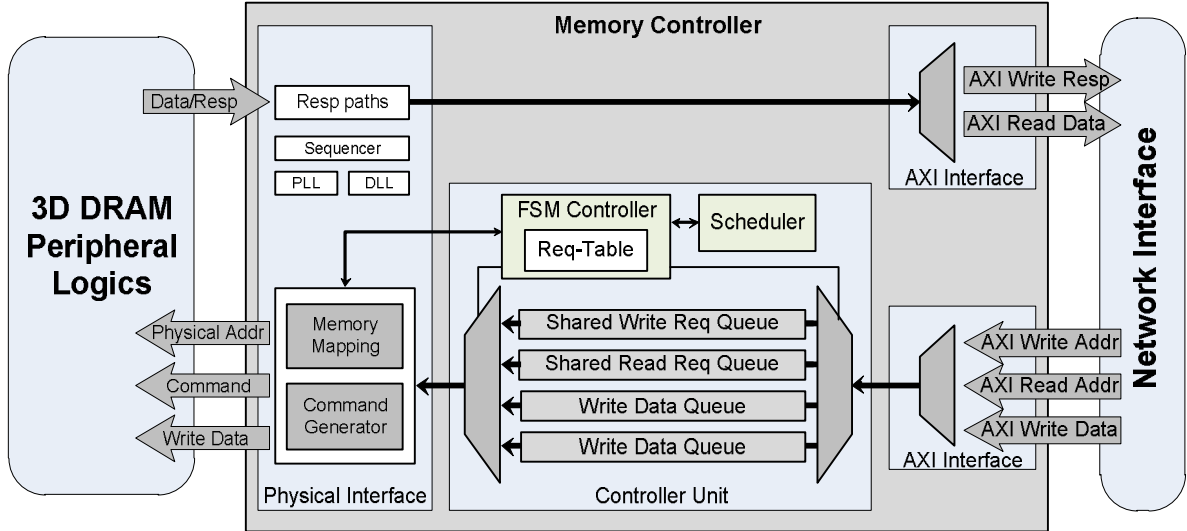 Memory Controller
Data/Resp
Resp paths
AXI Write Resp
AXI Read Data
Sequencer
PLL
DLL
AXI Interface
3D DRAM
Peripheral
Logics
FSM Controller
Scheduler
Req-Table
Network Interface
Physical Addr
Command
Write Data
Memory
Mapping
Command
Generator
Shared Write Req Queue
Shared Read Req Queue
Write Data Queue
Write Data Queue
AXI Write Addr
AXI Read Addr
AXI Write Data
AXI Interface
Physical Interface
Controller Unit